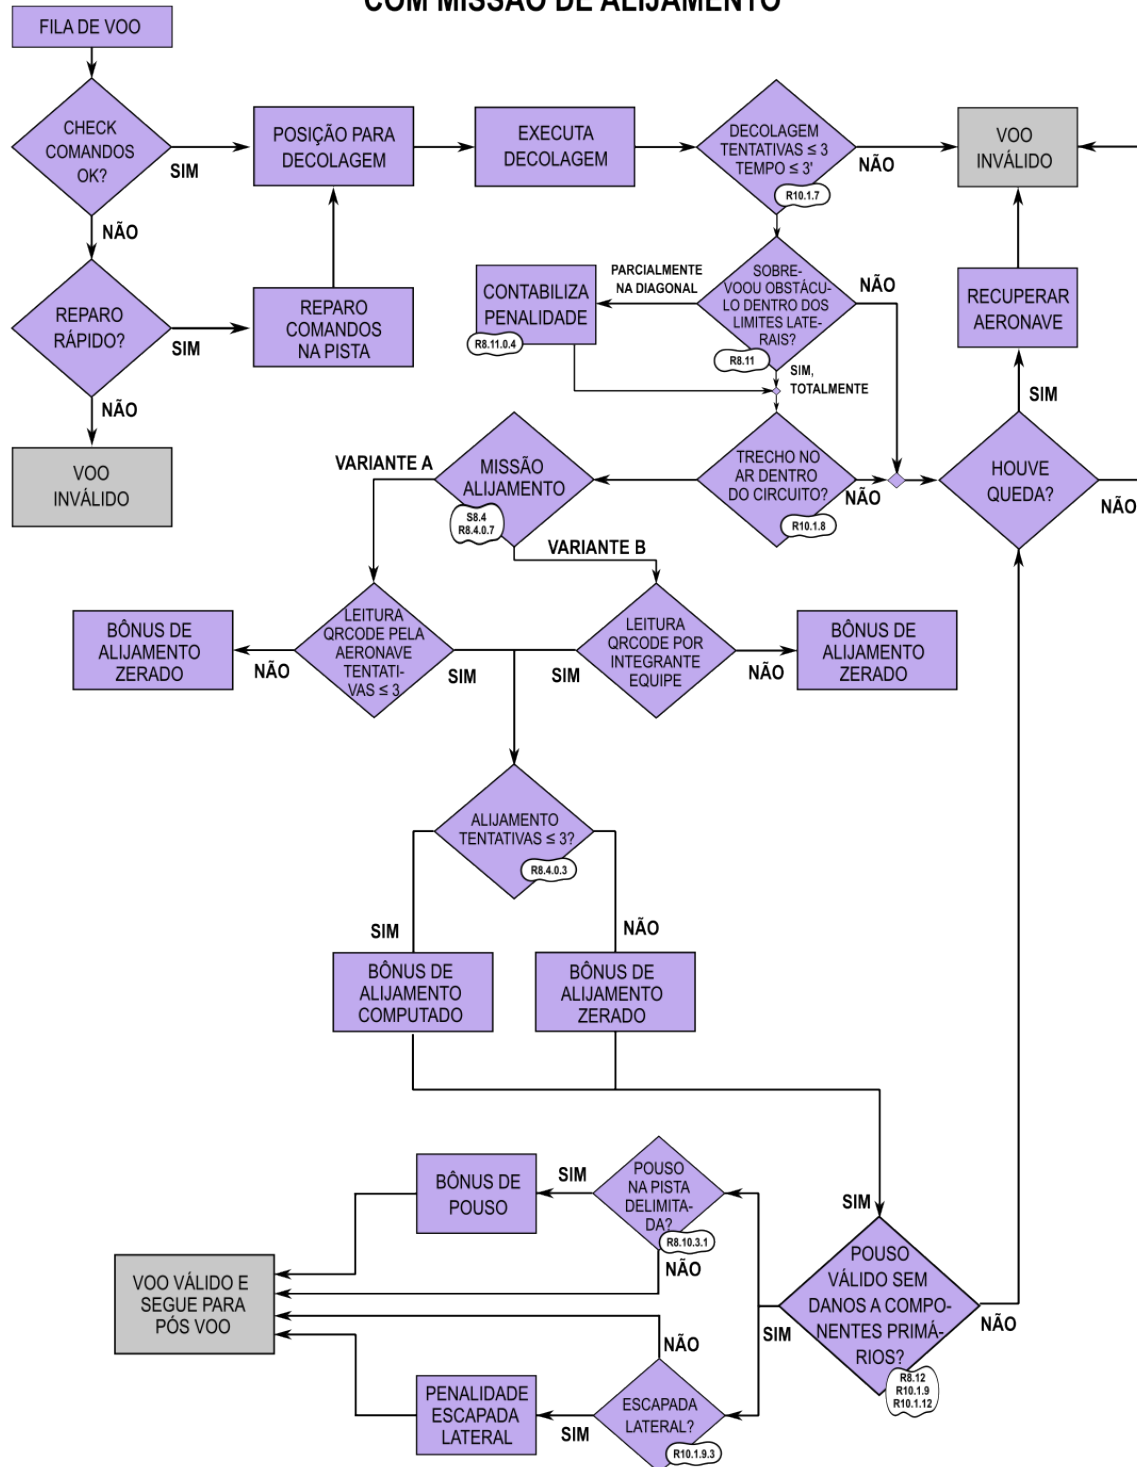 COM MISSÃO DE ALIJAMENTO
FILA DE VOO
CHECK
COMANDOS
OK?
SIM
NÃO
POSIÇÃO PARA
DECOLAGEM
EXECUTA
DECOLAGEM
DECOLAGEM
TENTATIVAS ≤ 3
TEMPO ≤ 3'
R10.1.7
NÃO
VOO
INVÁLIDO
REPARO
RÁPIDO?
SIM
NÃO
REPARO
COMANDOS
NA PISTA
VOO
INVÁLIDO
CONTABILIZA
PENALIDADE
R8.11.0.4
PARCIALMENTE
NA DIAGONAL
SOBRE-
VOOU OBSTÁCU-
LO DENTRO DOS
LIMITES LATE-
RAIS?
R8.11
NÃO
SIM,
TOTALMENTE
RECUPERAR
AERONAVE
SIM
HOUVE
QUEDA?
NÃO
TRECHO NO
AR DENTRO
DO CIRCUITO?
R10.1.8
NÃO
MISSÃO
ALIJAMENTO
S8.4
R8.4.0.7
VARIANTE A
VARIANTE B
BÔNUS DE
ALIJAMENTO
ZERADO
NÃO
LEITURA
QRCODE PELA
AERONAVE
TENTATI-
VAS ≤ 3
SIM
SIM
LEITURA
QRCODE POR
INTEGRANTE
EQUIPE
NÃO
BÔNUS DE
ALIJAMENTO
ZERADO
ALIJAMENTO
TENTATIVAS ≤ 3?
R8.4.0.3
SIM
NÃO
BÔNUS DE
ALIJAMENTO
COMPUTADO
BÔNUS DE
ALIJAMENTO
ZERADO
SIM
POUSO
VÁLIDO SEM
DANOS A COMPO-
NENTES PRIMÁ-
RIOS?
R8.12
R10.1.9
R10.1.12
NÃO
SIM
POUSO
NA PISTA
DELIMITA-
DA?
R8.10.3.1
SIM
NÃO
BÔNUS DE
POUSO
VOO VÁLIDO E
SEGUE PARA
PÓS VOO
NÃO
ESCAPADA
LATERAL?
R10.1.9.3
SIM
PENALIDADE
ESCAPADA
LATERAL